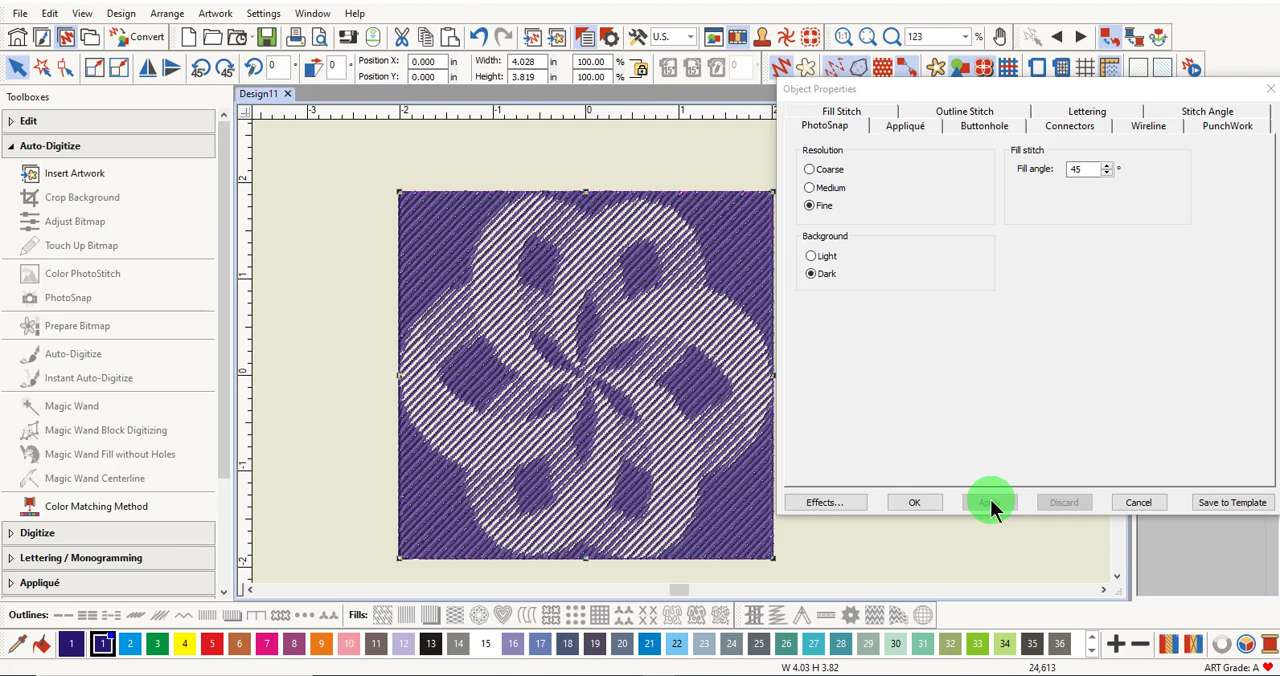 File Edit View Design Arrange Artwork Settings Window Help
Convert U.S. 123 %
0 ° 0 ° Position X: 0.000 in Width: 4.028 in 100.00 % 0
Position Y: 0.000 in Height: 3.819 in 100.00 %
Toolboxes
Design11
Object Properties
Edit
Fill Stitch Outline Stitch Lettering Stitch Angle
PhotoSnap Appliqué Buttonhole Connectors Wireline PunchWork
Auto-Digitize
Resolution
Fill stitch
Insert Artwork
Coarse
Fill angle: 45 °
Crop Bitmap
Medium
Adjust Bitmap
Fine
Touch Up Bitmap
Background
Color PhotoStitch
Light
PhotoSnap
Dark
Prepare Bitmap
Auto-Digitize
Instant Auto-Digitize
Magic Wand
Magic Wand Block Digitizing
Magic Wand Fill without Holes
Magic Wand Centerline
Color Matching Method
Effects... OK Discard Cancel Save to Template
Digitize
Lettering / Monogramming
Appliqué
Outlines: Fills:
1 1 2 3 4 5 6 7 8 9 10 11 12 13 14 15 16 17 18 19 20 21 22 23 24 25 26 27 28 29 30 31 32 33 34 35 36
W 4.03 H 3.82 24,613 ART Grade: A